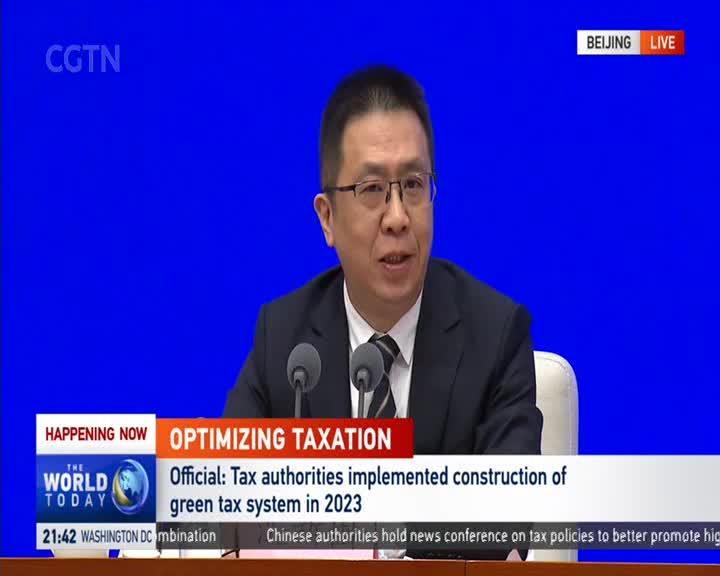 CGTN
BEIJING LIVE
HAPPENING NOW
OPTIMIZING TAXATION
THE
WORLD
TODAY
Official: Tax authorities implemented construction of
green tax system in 2023
21:42 WASHINGTON DC mbination Chinese authorities hold news conference on tax policies to better promote hig